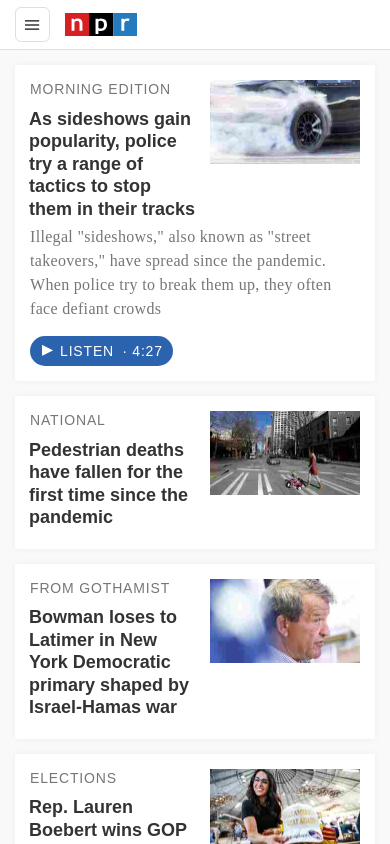 npr
MORNING EDITION
As sideshows gain
popularity, police
try a range of
tactics to stop
them in their tracks
Illegal "sideshows," also known as "street
takeovers," have spread since the pandemic.
When police try to break them up, they often
face defiant crowds
LISTEN · 4:27
NATIONAL
Pedestrian deaths
have fallen for the
first time since the
pandemic
FROM GOTHAMIST
Bowman loses to
Latimer in New
York Democratic
primary shaped by
Israel-Hamas war
ELECTIONS
Rep. Lauren
Boebert wins GOP